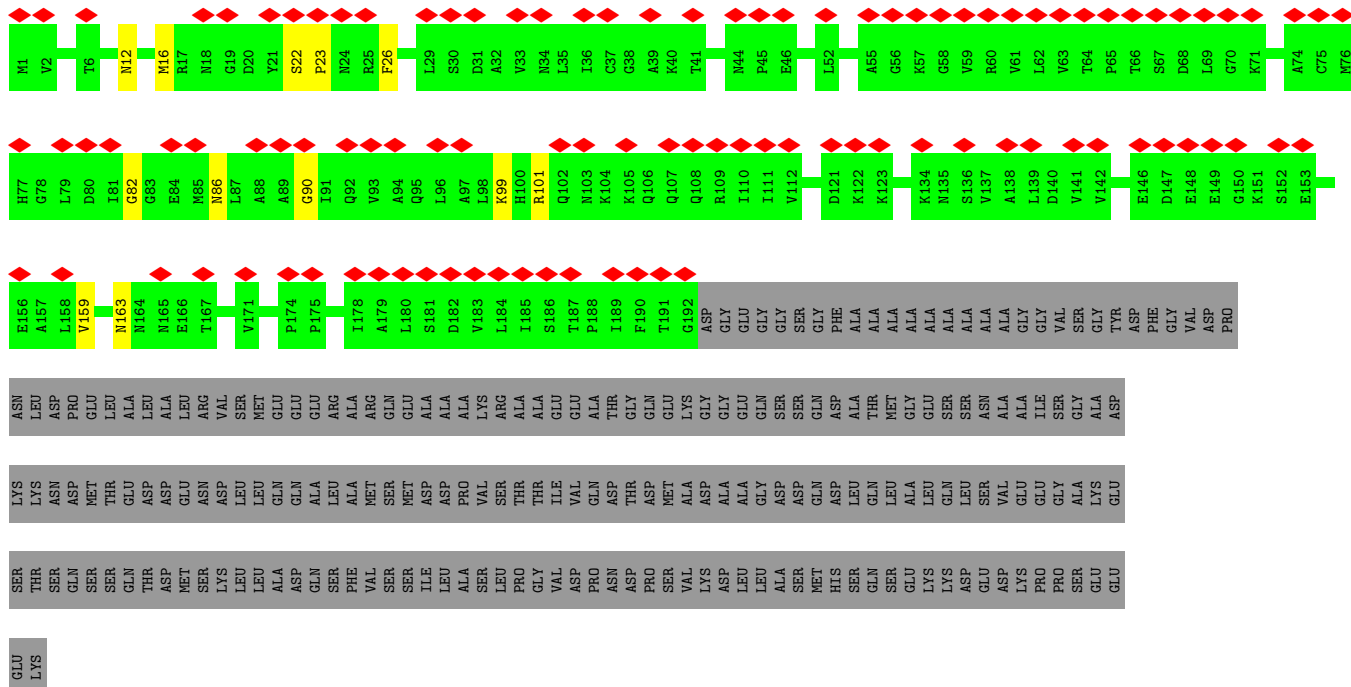 M1 V2 T6 N12 M16 R17 N18 G19 D20 Y21 S22 P23 N24 R25 F26 L29 S30 D31 A32 V33 N34 L35 I36 C37 G38 A39 K40 T41 N44 P45 E46 L52 A55 G56 K57 G58 V59 R60 V61 L62 V63 T64 P65 T66 S67 D68 L69 G70 K71 A74 C75 M76
H77 G78 L79 D80 I81 G82 G83 E84 M85 N86 L87 A88 A89 G90 I91 Q92 V93 A94 Q95 L96 A97 L98 K99 H100 R101 Q102 N103 K104 K105 Q106 Q107 Q108 R109 I110 I111 V112 D121 K122 K123 K134 N135 S136 V137 A138 L139 D140 V141 V142 E146 D147 E148 E149 G150 K151 S152 E153
E156 A157 L158 V159 N163 N164 N165 E166 T167 V171 P174 P175 I178 A179 L180 S181 D182 V183 L184 I185 S186 T187 P188 I189 F190 T191 G192 ASP GLY GLU GLY GLY SER GLY PHE ALA ALA ALA ALA ALA ALA ALA ALA ALA GLY GLY VAL SER GLY TYR ASP PHE GLY VAL ASP PRO
ASN LEU ASP PRO GLU LEU ALA LEU ALA LEU ARG VAL SER MET GLU GLU GLU ARG ALA ARG GLN GLU ALA ALA ALA LYS ARG ALA ALA GLU GLU ALA THR GLY GLN GLU LYS GLY GLY GLU GLN SER SER GLN ASP ALA THR MET GLY GLU SER SER ASN ALA ALA ILE SER GLY ALA ASP
LYS LYS ASN ASP MET THR GLU ASP ASP GLU ASN ASP LEU LEU GLN GLN ALA LEU ALA MET SER MET ASP ASP PRO VAL SER THR THR ILE VAL GLN ASP THR ASP MET ALA ASP ALA ALA GLY ASP ASP GLN ASP LEU GLN LEU ALA LEU GLN LEU SER VAL GLU GLU GLY ALA LYS GLU
SER THR SER GLN SER SER GLN THR ASP MET SER LYS LEU LEU ALA ASP GLN SER PHE VAL SER SER ILE LEU ALA SER LEU PRO GLY VAL ASP PRO ASN ASP PRO SER VAL LYS ASP LEU LEU ALA SER MET HIS SER GLN SER GLU LYS LYS ASP GLU ASP LYS PRO PRO SER GLU GLU
GLU LYS